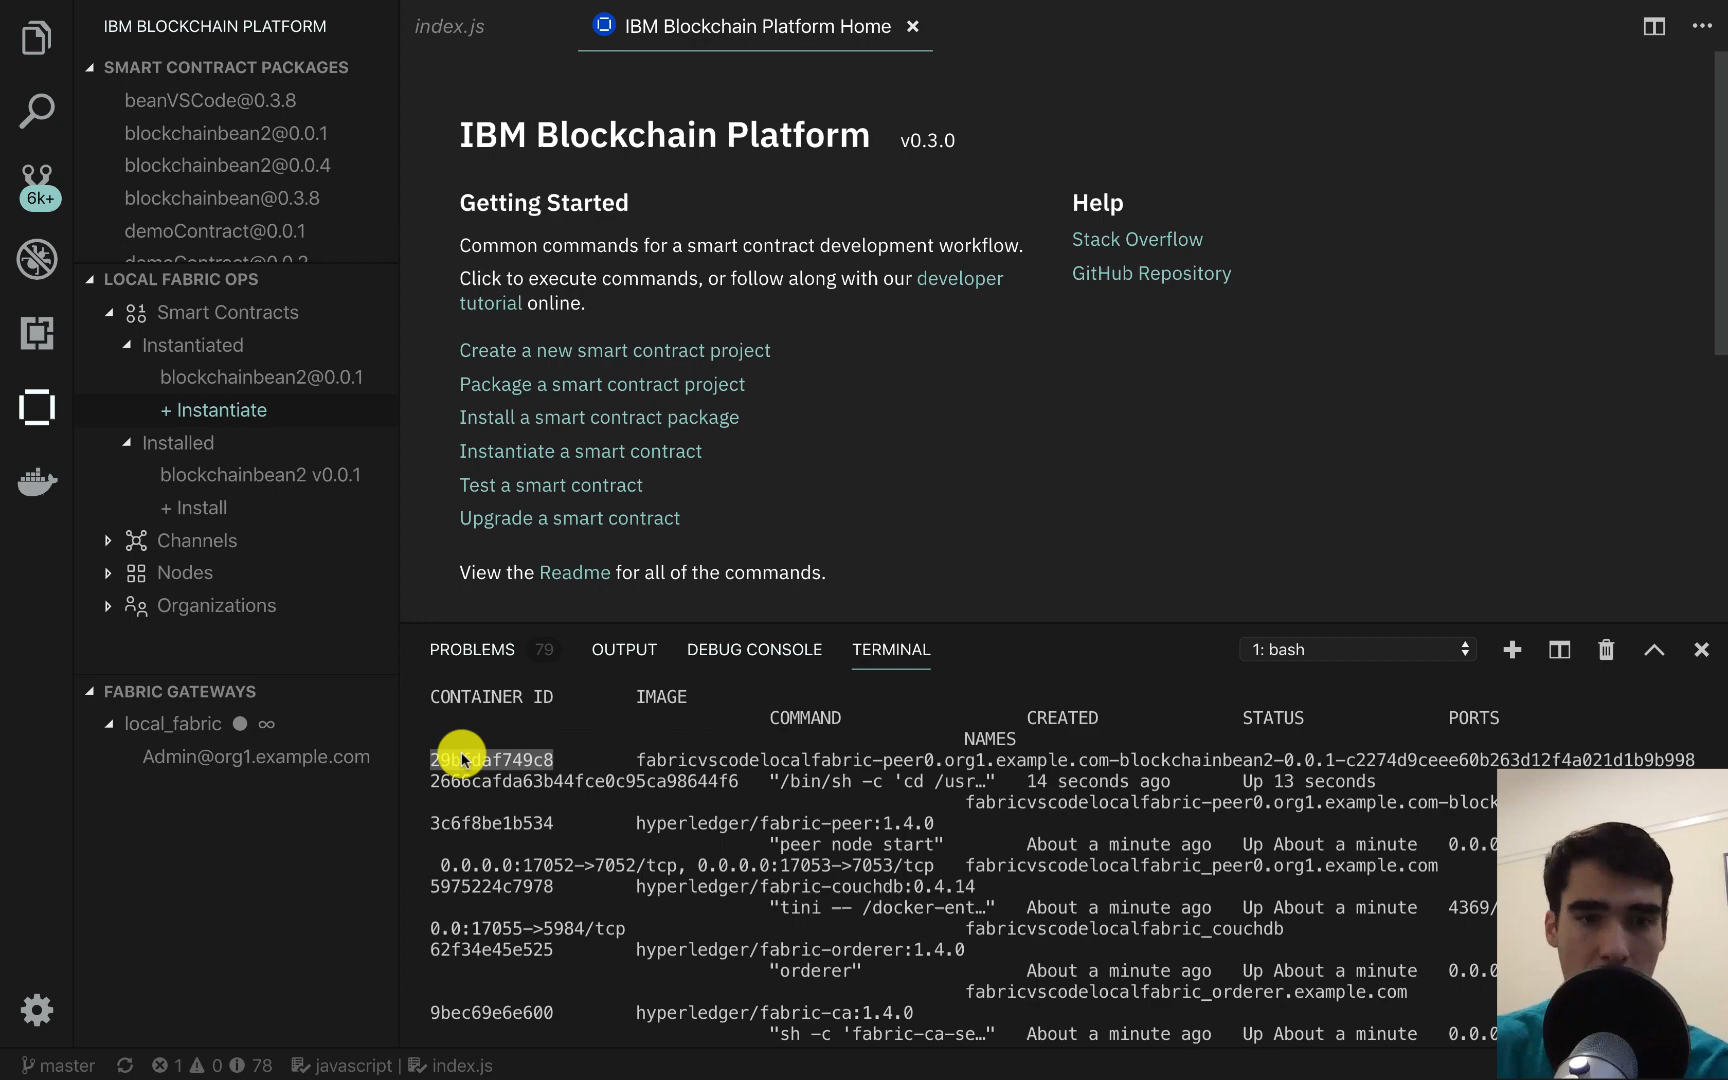 IBM BLOCKCHAIN PLATFORM
SMART CONTRACT PACKAGES
beanVSCode@0.3.8
blockchainbean2@0.0.1
blockchainbean2@0.0.4
blockchainbean@0.3.8
demoContract@0.0.1
6k+
LOCAL FABRIC OPS
Smart Contracts
Instantiated
blockchainbean2@0.0.1
+ Instantiate
Installed
blockchainbean2 v0.0.1
+ Install
Channels
Nodes
Organizations
FABRIC GATEWAYS
local_fabric
Admin@org1.example.com
index.js
IBM Blockchain Platform Home
IBM Blockchain Platform v0.3.0
Getting Started
Common commands for a smart contract development workflow.
Click to execute commands, or follow along with our developer
tutorial online.
Create a new smart contract project
Package a smart contract project
Install a smart contract package
Instantiate a smart contract
Test a smart contract
Upgrade a smart contract
View the Readme for all of the commands.
Help
Stack Overflow
GitHub Repository
PROBLEMS 79 OUTPUT DEBUG CONSOLE TERMINAL 1: bash
CONTAINER ID IMAGE
COMMAND CREATED STATUS PORTS
NAMES
fabricvscodelocalfabric-peer0.org1.example.com-blockchainbean2-0.0.1-c2274d9ceee60b263d12f4a021d1b9b998
2666cafda63b44fce0c95ca98644f6 "/bin/sh -c 'cd /usr…" 14 seconds ago Up 13 seconds
fabricvscodelocalfabric-peer0.org1.example.com-block
3c6f8be1b534 hyperledger/fabric-peer:1.4.0
"peer node start" About a minute ago Up About a minute 0.0.0
0.0.0.0:17052->7052/tcp, 0.0.0.0:17053->7053/tcp fabricvscodelocalfabric_peer0.org1.example.com
5975224c7978 hyperledger/fabric-couchdb:0.4.14
"tini -- /docker-ent…" About a minute ago Up About a minute 4369/
0.0:17055->5984/tcp fabricvscodelocalfabric_couchdb
62f34e45e525 hyperledger/fabric-orderer:1.4.0
"orderer" About a minute ago Up About a minute 0.0.0
fabricvscodelocalfabric_orderer.example.com
9bec69e6e600 hyperledger/fabric-ca:1.4.0
"sh -c 'fabric-ca-se…" About a minute ago Up About a minute 0.0.0
master 1 0 78 javascript | index.js